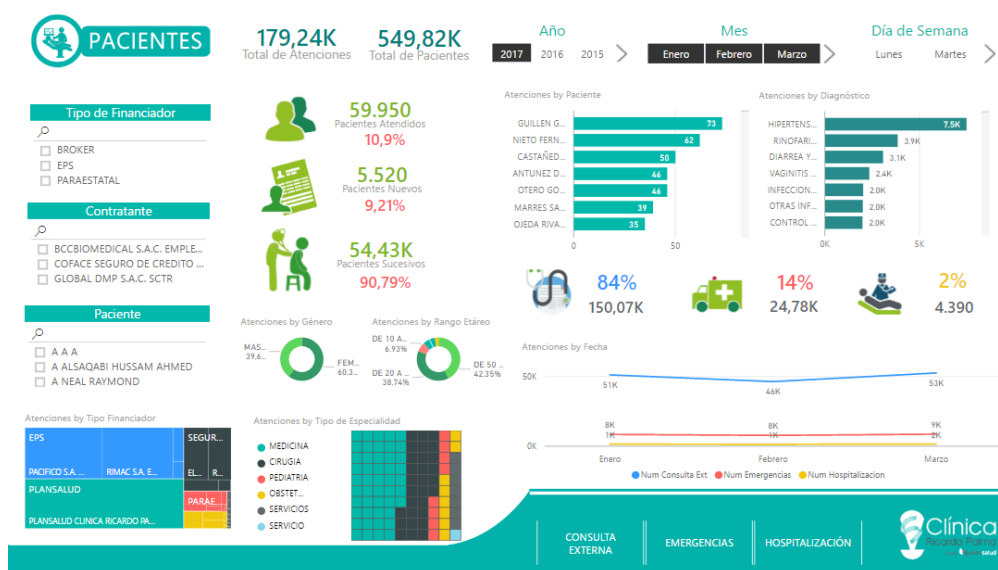 PACIENTES
179,24K
Total de Atenciones
549,82K
Total de Pacientes
Año
2017 2016 2015
Mes
Enero Febrero Marzo
Día de Semana
Lunes Martes
Tipo de Financiador
BROKER
EPS
PARAESTATAL
Contratante
BCCBIOMEDICAL S.A.C. EMPLE...
COFACE SEGURO DE CREDITO ...
GLOBAL DMP S.A.C. SCTR
Paciente
A A A
A ALSAQABI HUSSAM AHMED
A NEAL RAYMOND
59.950
Pacientes Atendidos
10,9%
5.520
Pacientes Nuevos
9,21%
54,43K
Pacientes Sucesivos
90,79%
Atenciones by Paciente
GUILLEN G... 73
NIETO FERN... 62
CASTAÑED... 50
ANTUNEZ D... 46
OTERO GO... 46
MARRES SA... 39
OJEDA RIVA... 35
0 50
Atenciones by Diagnóstico
HIPERTENS... 7.5K
RINOFARI... 3.9K
DIARREA Y... 3.1K
VAGINITIS ... 2.4K
INFECCION... 2.0K
OTRAS INF... 2.0K
CONTROL ... 2.0K
0K 5K
84%
150,07K
14%
24,78K
2%
4.390
Atenciones by Género
MAS...
39.6...
FEM...
60.3...
Atenciones by Rango Etáreo
DE 10 A...
6.93%
DE 20 A ...
38.74%
DE 50 ...
42.35%
Atenciones by Fecha
50K
51K 46K 53K
8K 8K 9K
1K 1K 2K
0K
Enero Febrero Marzo
Num Consulta Ext Num Emergencias Num Hospitalizacion
Atenciones by Tipo Financiador
EPS
PACIFICO S.A. ... RIMAC S.A. E...
SEGUR...
EL... R...
PLANSALUD
PLANSALUD CLINICA RICARDO PA...
PARAE...
Atenciones by Tipo de Especialidad
MEDICINA
CIRUGIA
PEDIATRIA
OBSTET...
SERVICIOS
SERVICIO
CONSULTA
EXTERNA
EMERGENCIAS
HOSPITALIZACIÓN
Clínica
Ricardo Palma
salud